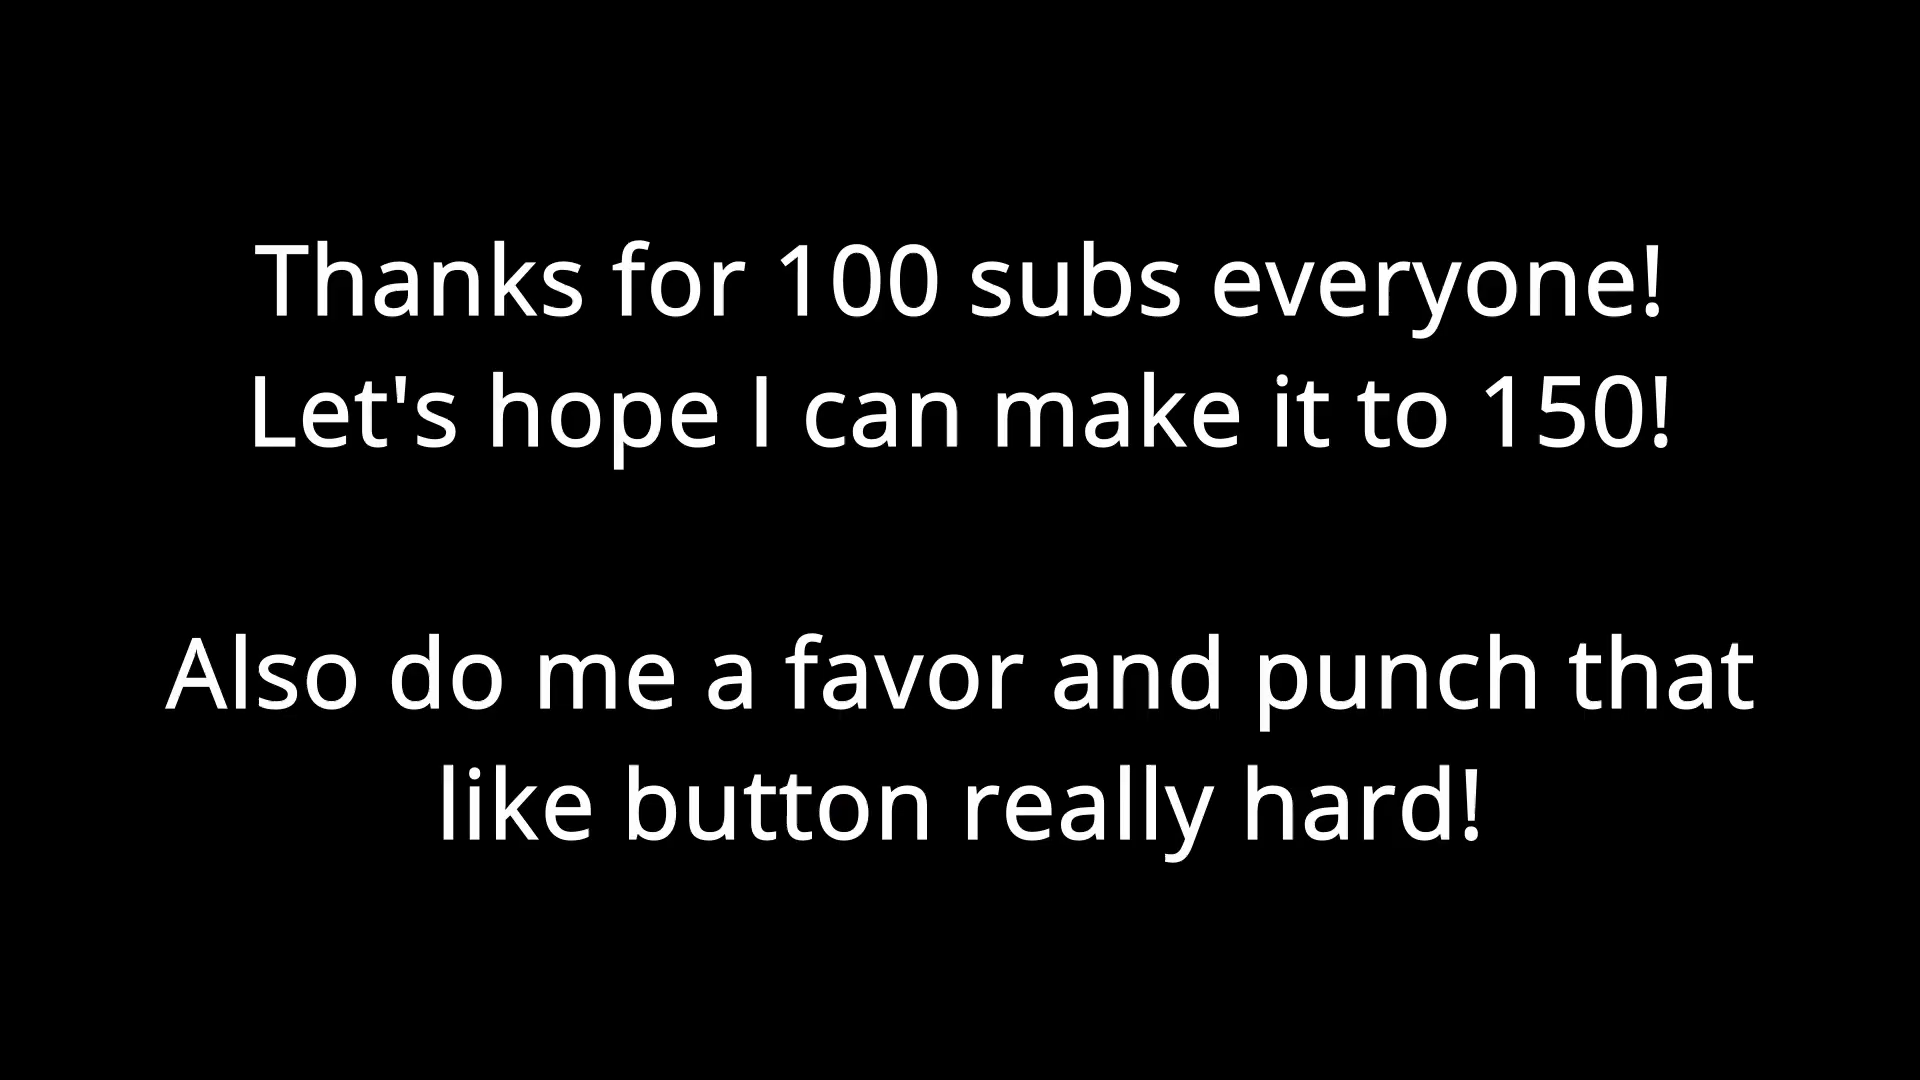 Thanks for 100 subs everyone!
Let's hope I can make it to 150!
Also do me a favor and punch that
like button really hard!